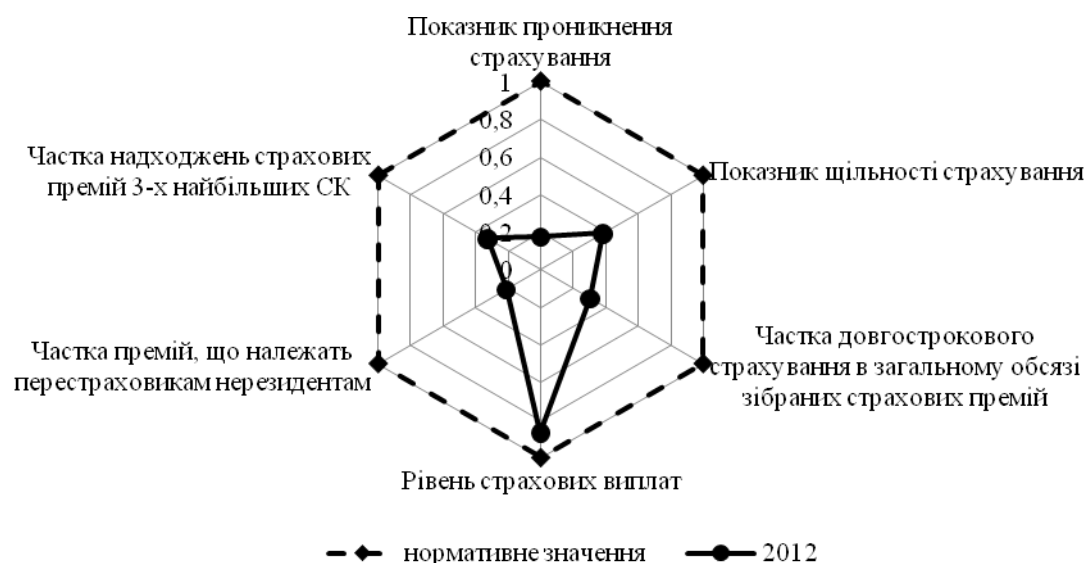 Показник проникнення
страхування
1
0,8
0,6
0,4
0,2
0
Частка надходжень страхових
премій 3-х найбільших СК
Показник щільності страхування
Частка премій, що належать
перестраховикам нерезидентам
Частка довгострокового
страхування в загальному обсязі
зібраних страхових премій
Рівень страхових виплат
нормативне значення
2012